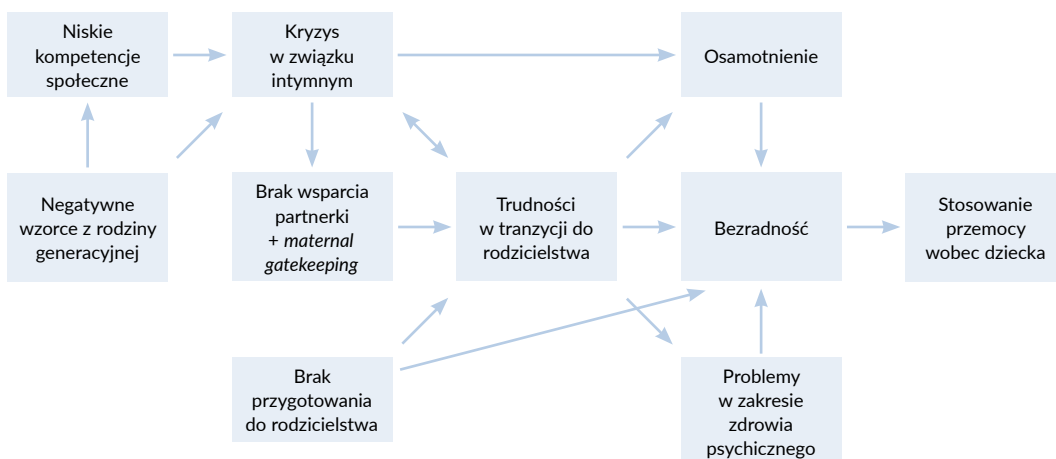 Niskie
kompetencje
społeczne
Kryzys
w związku
intymnym
Osamotnienie
Negatywne
wzorce z rodziny
generacyjnej
Brak wsparcia
partnerki
+ maternal
gatekeeping
Trudności
w tranzycji do
rodzicielstwa
Bezradność
Stosowanie
przemocy
wobec dziecka
Brak
przygotowania
do rodzicielstwa
Problemy
w zakresie
zdrowia
psychicznego